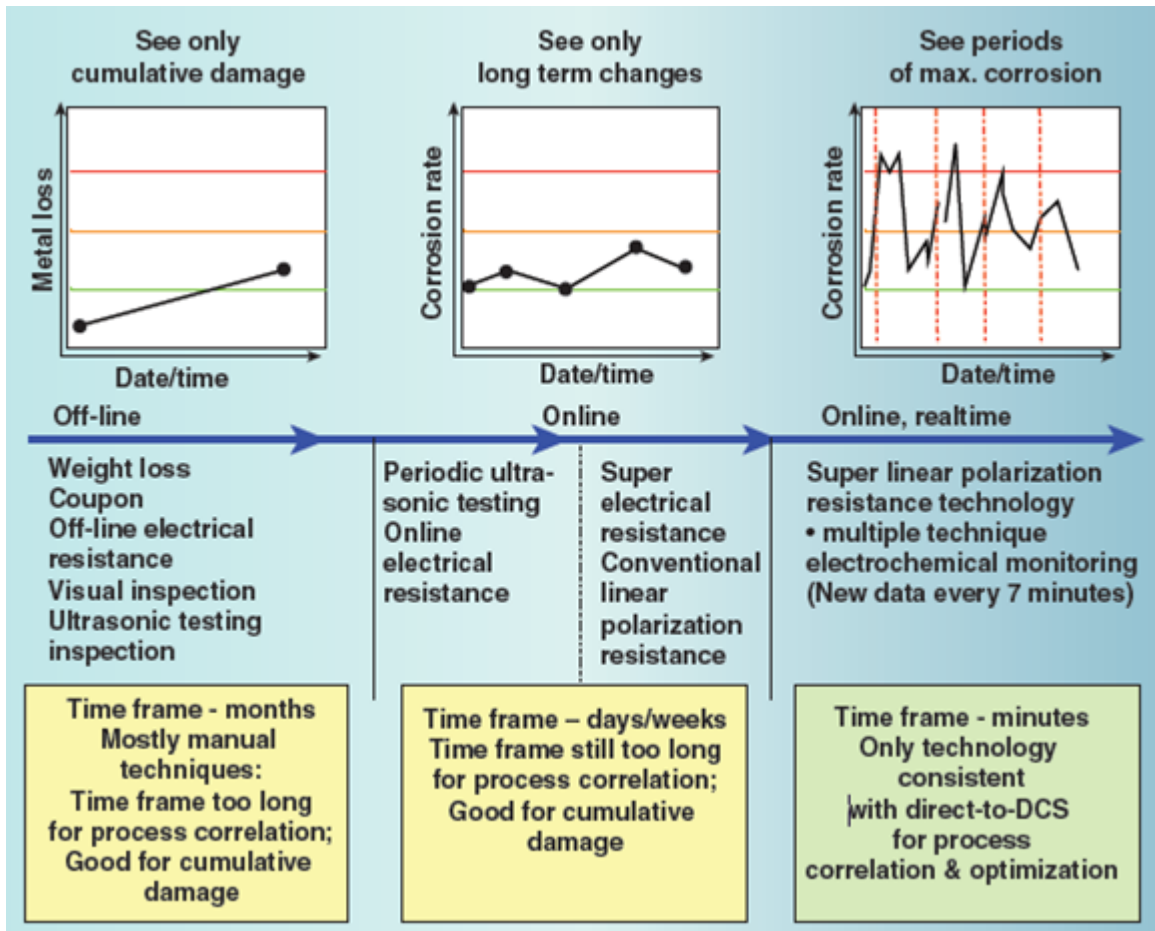 See only
cumulative damage
Metal loss
Date/time
See only
long term changes
Corrosion rate
Date/time
See periods
of max. corrosion
Corrosion rate
Date/time
Off-line
Online
Online, realtime
Weight loss
Coupon
Off-line electrical
resistance
Visual inspection
Ultrasonic testing
inspection
Periodic ultra-
sonic testing
Online
electrical
resistance
Super
electrical
resistance
Conventional
linear
polarization
resistance
Super linear polarization
resistance technology
• multiple technique
electrochemical monitoring
(New data every 7 minutes)
Time frame - months
Mostly manual
techniques:
Time frame too long
for process correlation;
Good for cumulative
damage
Time frame – days/weeks
Time frame still too long
for process correlation;
Good for cumulative
damage
Time frame - minutes
Only technology
consistent
with direct-to-DCS
for process
correlation & optimization